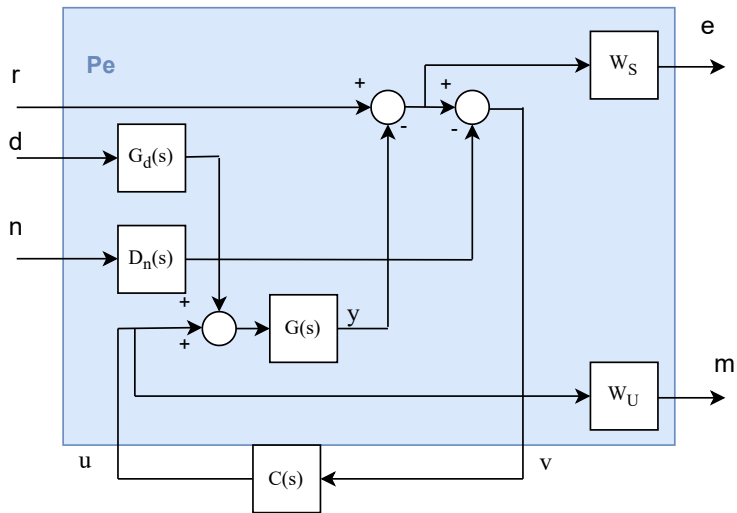 e
Pe
W_S
r
+
+
-
-
d
G_d(s)
n
D_n(s)
+
y
G(s)
+
m
W_U
u
v
C(s)